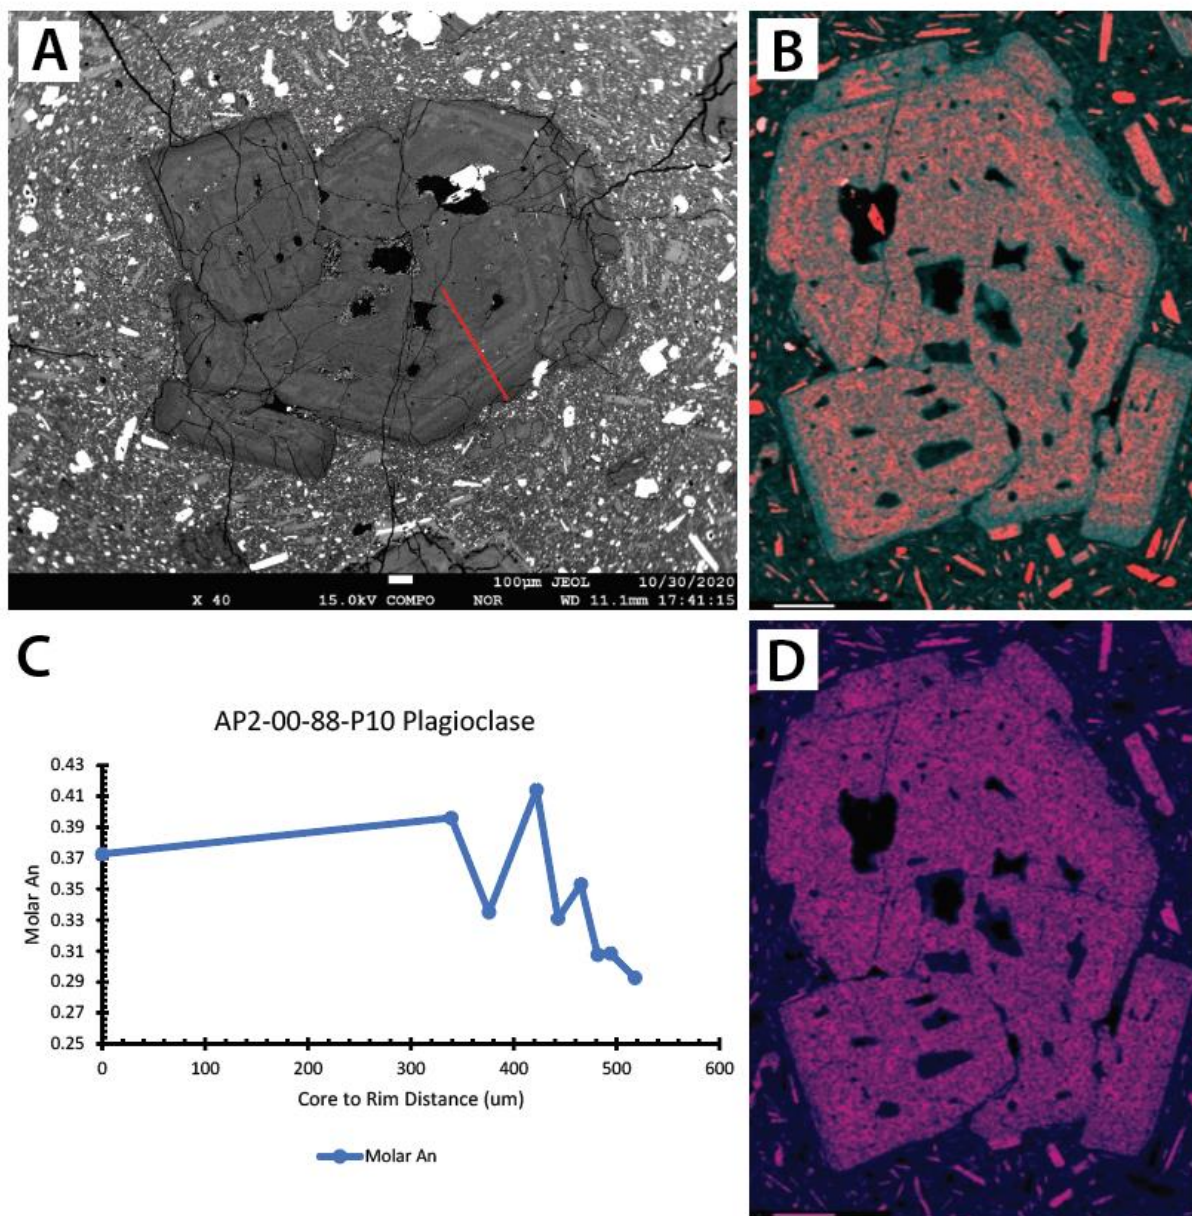 A
B
100µm JEOL 10/30/2020
X 40 15.0kV COMPO NOR WD 11.1mm 17:41:15
C
AP2-00-88-P10 Plagioclase
0.43
0.41
0.39
0.37
0.35
0.33
0.31
0.29
0.27
0.25
Molar An
0 100 200 300 400 500 600
Core to Rim Distance (um)
Molar An
D